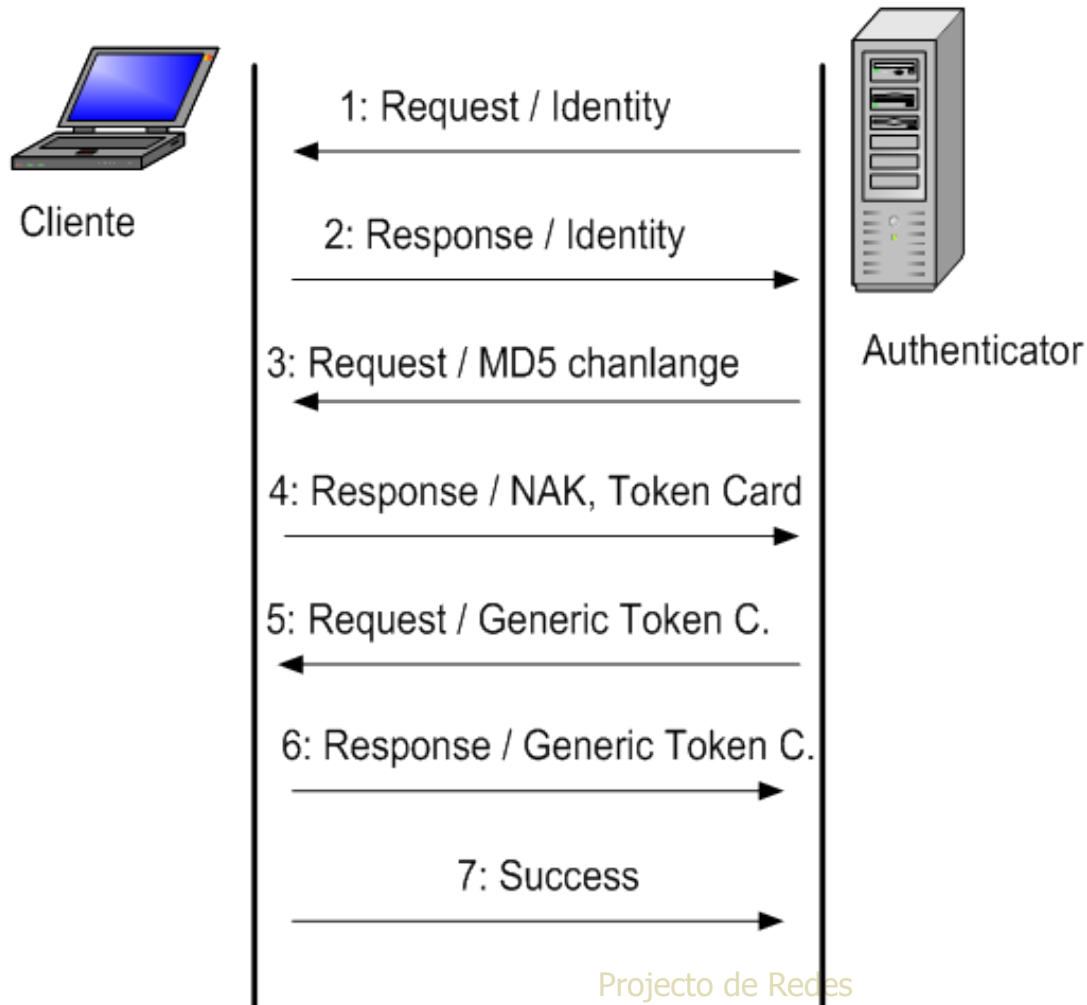 1: Request / Identity
Cliente
2: Response / Identity
Authenticator
3: Request / MD5 chanlange
4: Response / NAK, Token Card
5: Request / Generic Token C.
6: Response / Generic Token C.
7: Success
Projecto de Redes